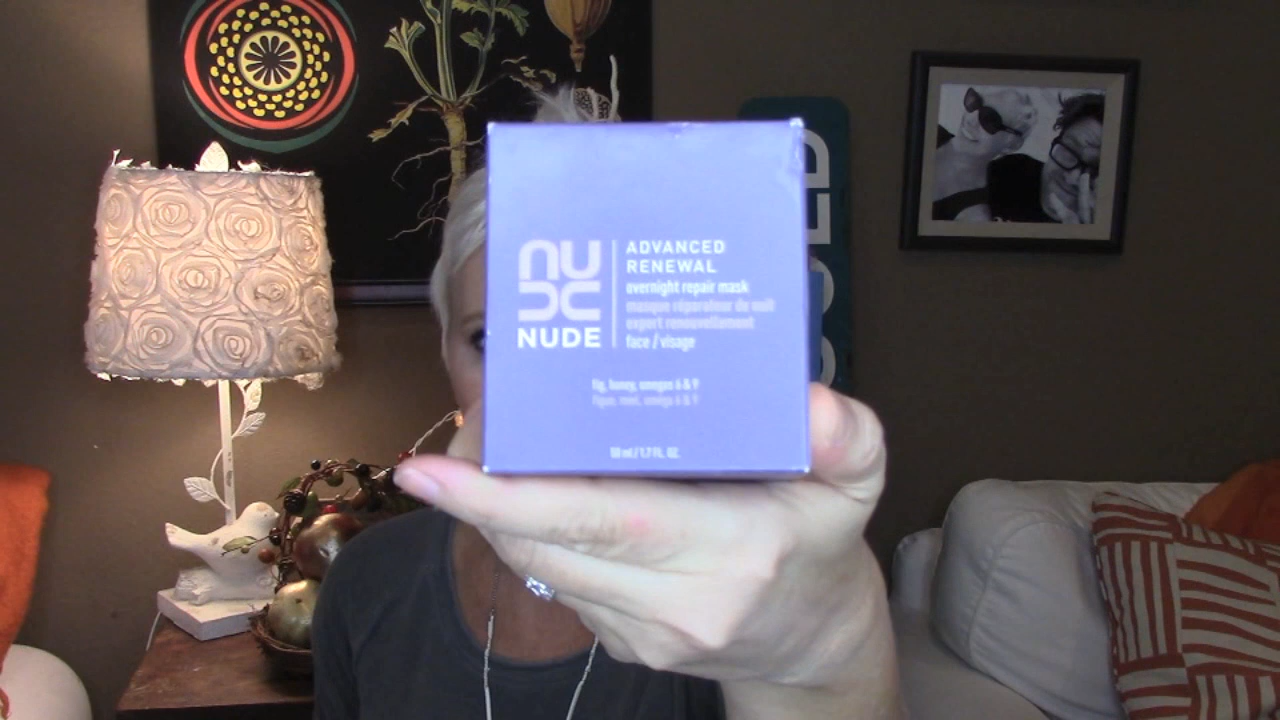 NUDE
ADVANCED
RENEWAL
overnight repair mask
masque réparateur de nuit
expert renouvellement
face / visage
fig, honey, omegas 6 & 9
figue, miel, oméga 6 & 9
50 ml / 1.7 FL. OZ.